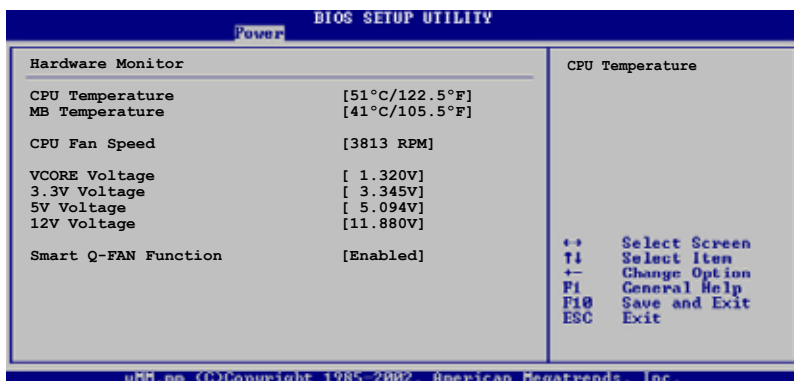 BIOS SETUP UTILITY
Power
Hardware Monitor
CPU Temperature [51°C/122.5°F]
MB Temperature [41°C/105.5°F]
CPU Fan Speed [3813 RPM]
VCORE Voltage [ 1.320V]
3.3V Voltage [ 3.345V]
5V Voltage [ 5.094V]
12V Voltage [11.880V]
Smart Q-FAN Function [Enabled]
CPU Temperature
↔ Select Screen
↑↓ Select Item
+- Change Option
F1 General Help
F10 Save and Exit
ESC Exit
(C)Copyright 1985-2002, American Megatrends, Inc.